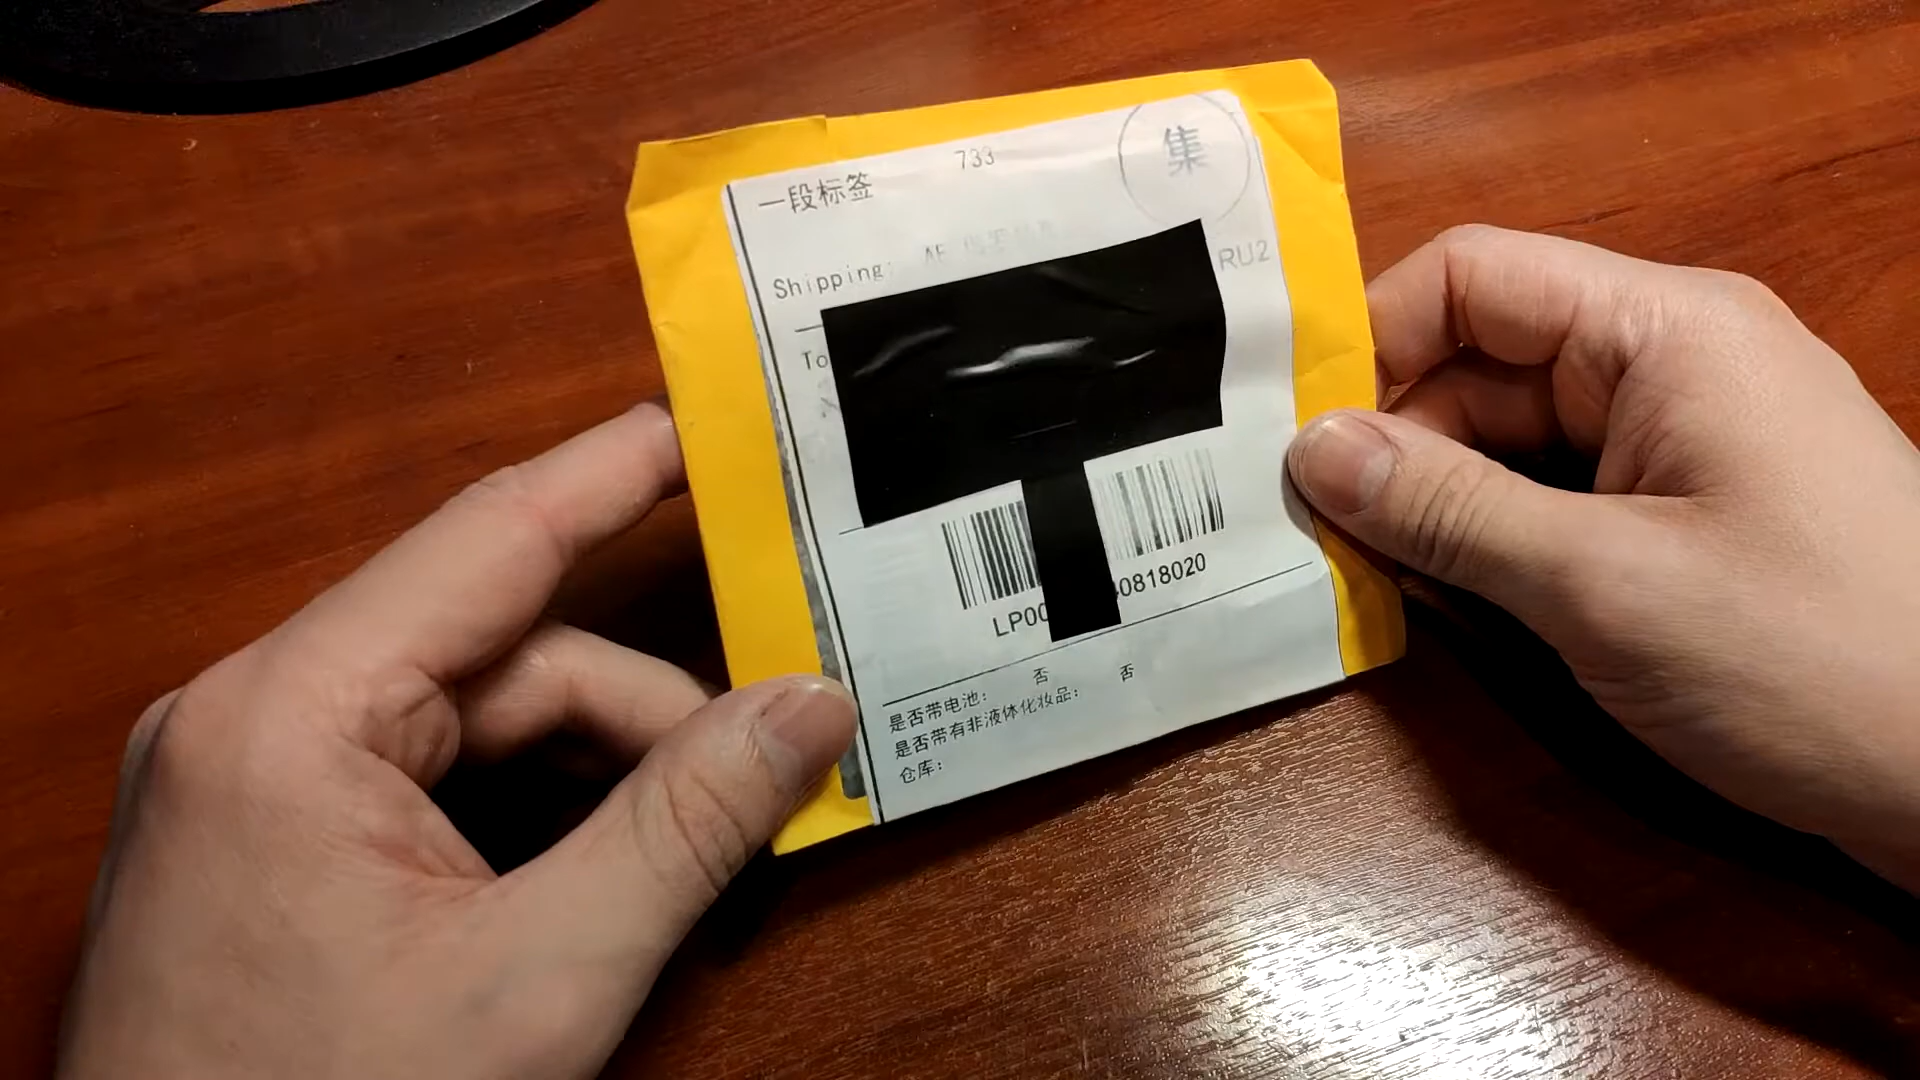 733
集
一段标签
RU2
Shipping:
To
LP00
0818020
是否带电池： 否
是否带有非液体化妆品： 否
仓库：